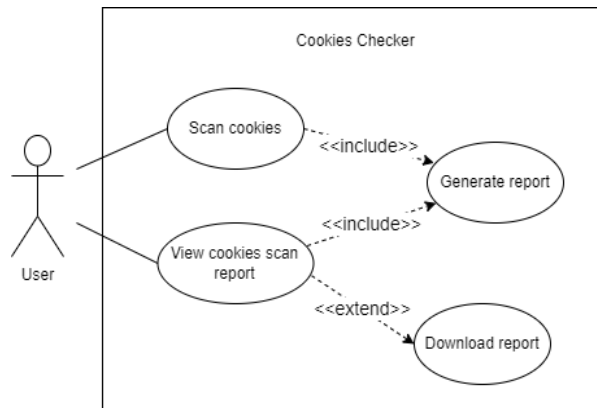 Cookies Checker
Scan cookies
<<include>>
Generate report
<<include>>
View cookies scan
report
User
<<extend>>
Download report